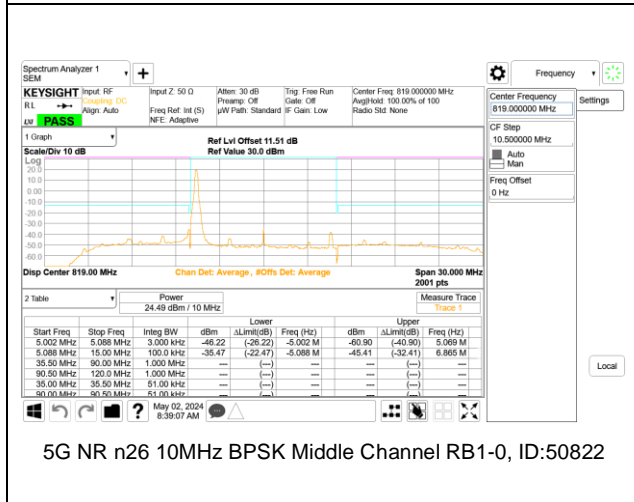 Spectrum Analyzer 1
SEM
+
Frequency
KEYSIGHT Input: RF
Coupling: DC
Align: Auto
RL
LXI PASS
Input Z: 50 Ω
Freq Ref: Int (S)
NFE: Adaptive
Atten: 30 dB
Preamp: Off
µW Path: Standard
Trig: Free Run
Gate: Off
IF Gain: Low
Center Freq: 819.000000 MHz
Avg|Hold: 100.00% of 100
Radio Std: None
Center Frequency
819.000000 MHz
Settings
CF Step
10.500000 MHz
Auto
Man
Freq Offset
0 Hz
Local
1 Graph
Scale/Div 10 dB
Ref Lvl Offset 11.51 dB
Ref Value 30.0 dBm
Log
20.0
10.0
0.00
-10.0
-20.0
-30.0
-40.0
-50.0
-60.0
Disp Center 819.00 MHz
Chan Det: Average , #Offs Det: Average
Span 30.000 MHz
2001 pts
2 Table
Power
24.49 dBm / 10 MHz
Measure Trace
Trace 1
Lower Upper
Start Freq Stop Freq Integ BW dBm ΔLimit(dB) Freq (Hz) dBm ΔLimit(dB) Freq (Hz)
5.002 MHz 5.088 MHz 3.000 kHz -46.22 (-26.22) -5.002 M -60.90 (-40.90) 5.069 M
5.088 MHz 15.00 MHz 100.0 kHz -35.47 (-22.47) -5.088 M -45.41 (-32.41) 6.865 M
35.50 MHz 90.00 MHz 1.000 MHz --- (---) --- (---)
90.50 MHz 120.0 MHz 1.000 MHz --- (---) --- (---)
35.00 MHz 35.50 MHz 51.00 kHz --- (---) --- (---)
90.00 MHz 90.50 MHz 51.00 kHz --- (---) --- (---)
? May 02, 2024
8:39:07 AM
5G NR n26 10MHz BPSK Middle Channel RB1-0, ID:50822